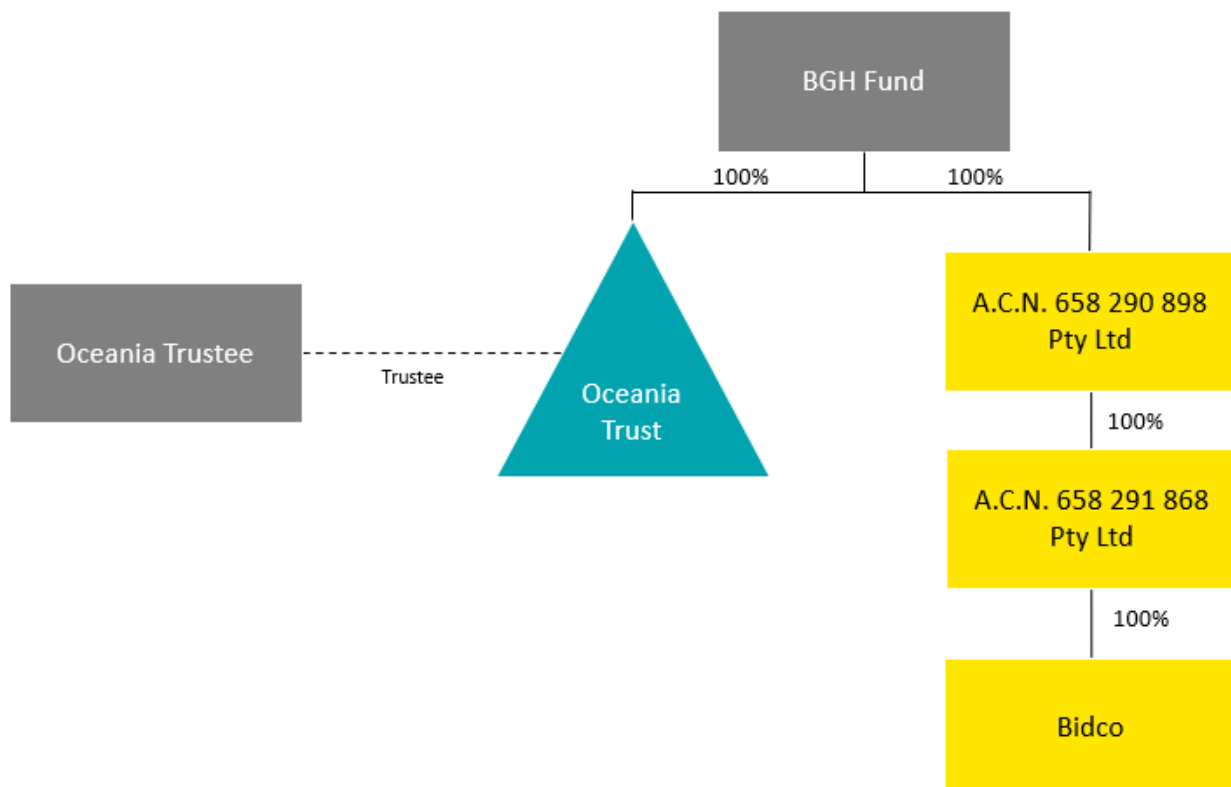 BGH Fund
100%
100%
Oceania Trustee
Trustee
Oceania
Trust
A.C.N. 658 290 898
Pty Ltd
100%
A.C.N. 658 291 868
Pty Ltd
100%
Bidco